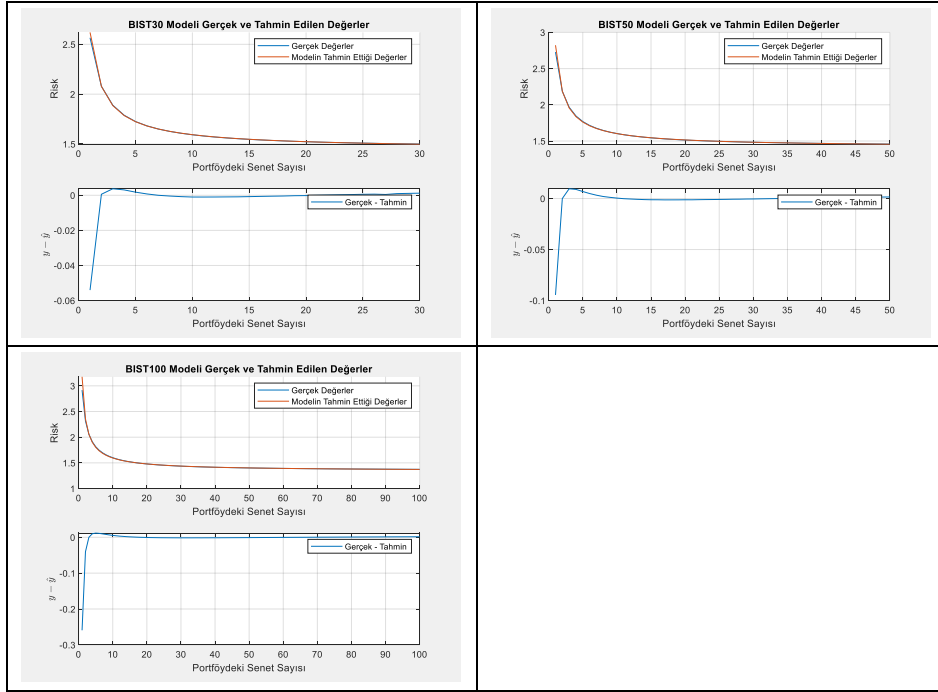 BIST30 Modeli Gerçek ve Tahmin Edilen Değerler
Gerçek Değerler
Modelin Tahmin Ettiği Değerler
Risk
2.5
2
1.5
0 5 10 15 20 25 30
Portföydeki Senet Sayısı
Gerçek - Tahmin
y − ŷ
0
-0.02
-0.04
-0.06
0 5 10 15 20 25 30
Portföydeki Senet Sayısı
BIST50 Modeli Gerçek ve Tahmin Edilen Değerler
Gerçek Değerler
Modelin Tahmin Ettiği Değerler
Risk
3
2.5
2
1.5
0 5 10 15 20 25 30 35 40 45 50
Portföydeki Senet Sayısı
Gerçek - Tahmin
y − ŷ
0
-0.05
-0.1
0 5 10 15 20 25 30 35 40 45 50
Portföydeki Senet Sayısı
BIST100 Modeli Gerçek ve Tahmin Edilen Değerler
Gerçek Değerler
Modelin Tahmin Ettiği Değerler
Risk
3
2.5
2
1.5
1
0 10 20 30 40 50 60 70 80 90 100
Portföydeki Senet Sayısı
Gerçek - Tahmin
y − ŷ
0
-0.1
-0.2
-0.3
0 10 20 30 40 50 60 70 80 90 100
Portföydeki Senet Sayısı